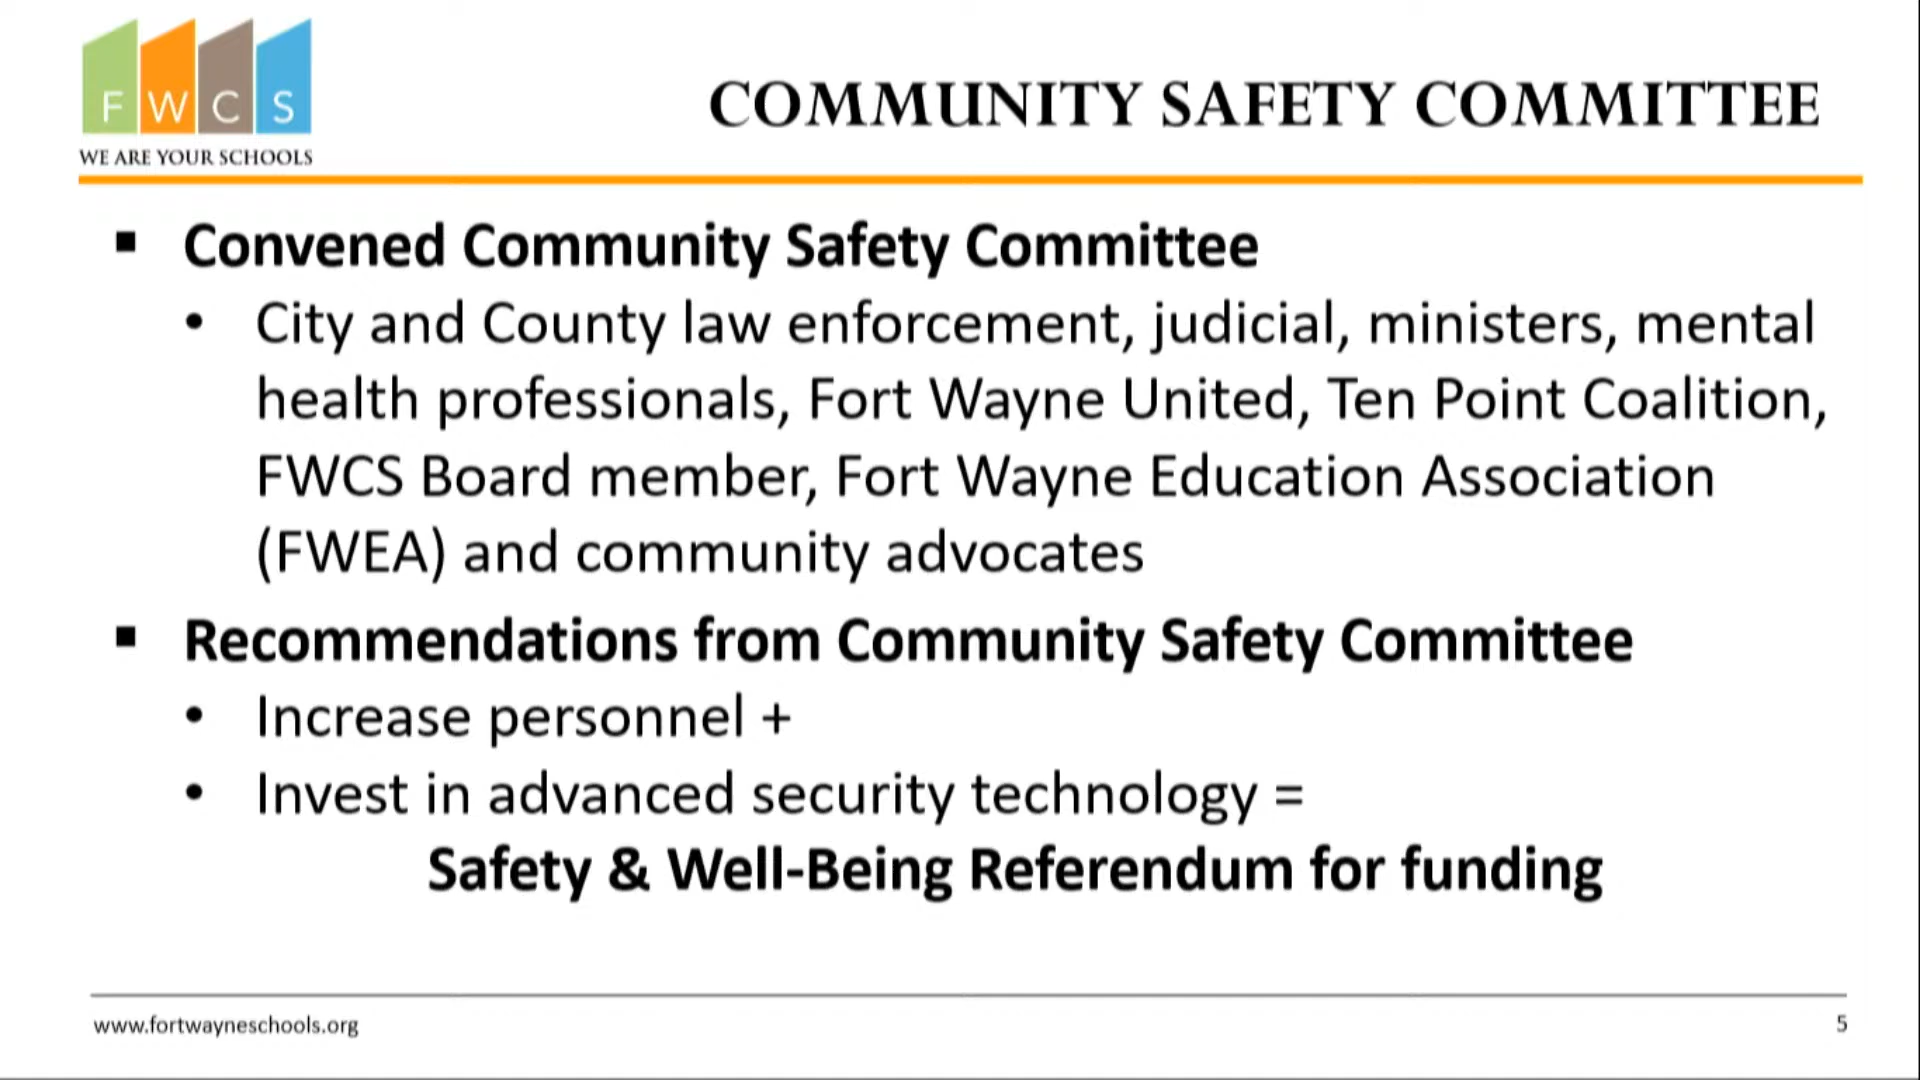 F W C S
WE ARE YOUR SCHOOLS
COMMUNITY SAFETY COMMITTEE
▪ Convened Community Safety Committee
• City and County law enforcement, judicial, ministers, mental
health professionals, Fort Wayne United, Ten Point Coalition,
FWCS Board member, Fort Wayne Education Association
(FWEA) and community advocates
▪ Recommendations from Community Safety Committee
• Increase personnel +
• Invest in advanced security technology =
Safety & Well-Being Referendum for funding
www.fortwayneschools.org
5